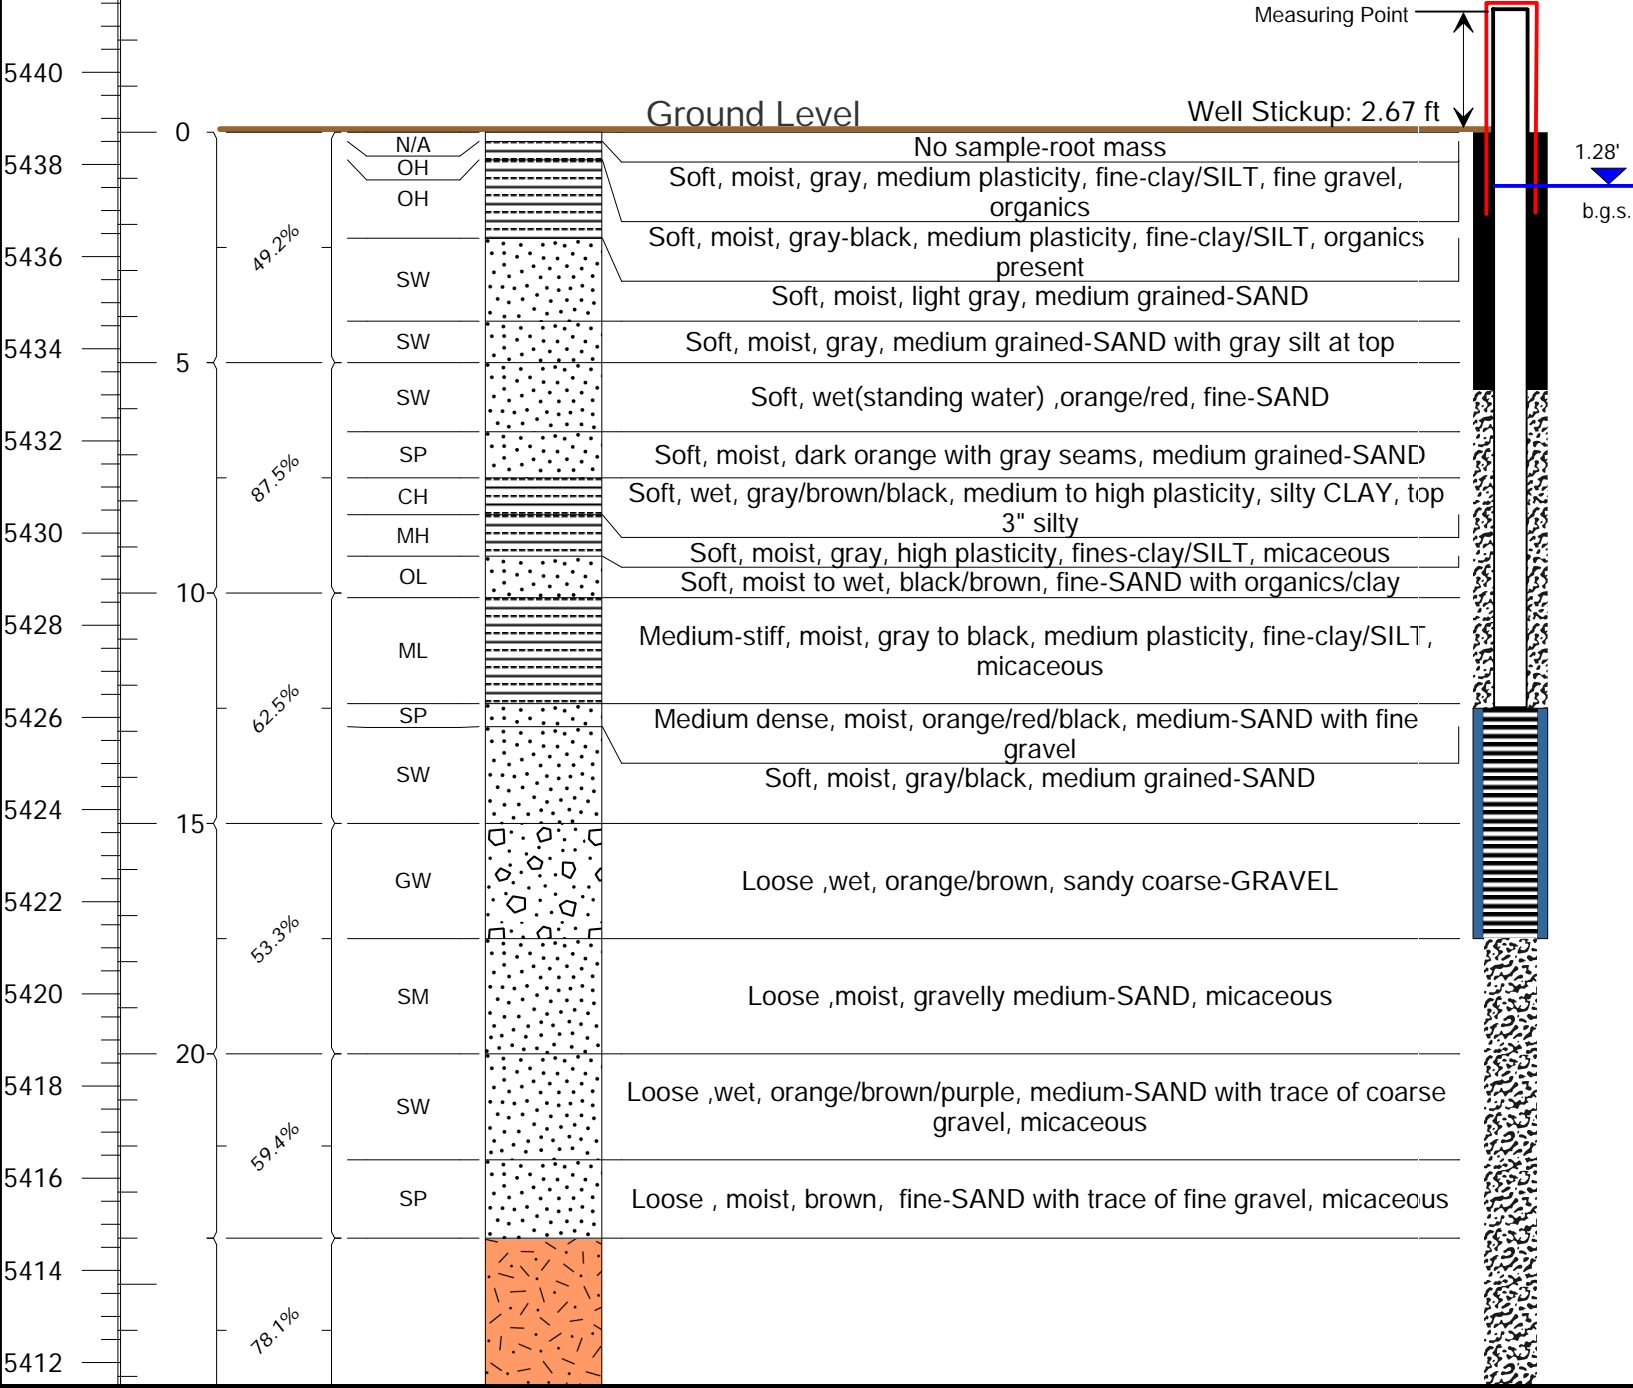 Measuring Point
5440
Ground Level
Well Stickup: 2.67 ft
0
N/A
No sample-root mass
1.28'
5438
OH
Soft, moist, gray, medium plasticity, fine-clay/SILT, fine gravel,
organics
OH
b.g.s.
5436
49.2%
Soft, moist, gray-black, medium plasticity, fine-clay/SILT, organics
present
SW
Soft, moist, light gray, medium grained-SAND
5434
SW
Soft, moist, gray, medium grained-SAND with gray silt at top
5
SW
Soft, wet(standing water) ,orange/red, fine-SAND
5432
SP
Soft, moist, dark orange with gray seams, medium grained-SAND
87.5%
CH
Soft, wet, gray/brown/black, medium to high plasticity, silty CLAY, top
3" silty
5430
MH
Soft, moist, gray, high plasticity, fines-clay/SILT, micaceous
OL
Soft, moist to wet, black/brown, fine-SAND with organics/clay
10
5428
ML
Medium-stiff, moist, gray to black, medium plasticity, fine-clay/SILT,
micaceous
62.5%
5426
SP
Medium dense, moist, orange/red/black, medium-SAND with fine
gravel
SW
Soft, moist, gray/black, medium grained-SAND
5424
15
GW
Loose ,wet, orange/brown, sandy coarse-GRAVEL
5422
53.3%
5420
SM
Loose ,moist, gravelly medium-SAND, micaceous
20
5418
SW
Loose ,wet, orange/brown/purple, medium-SAND with trace of coarse
gravel, micaceous
59.4%
5416
SP
Loose , moist, brown, fine-SAND with trace of fine gravel, micaceous
5414
78.1%
5412